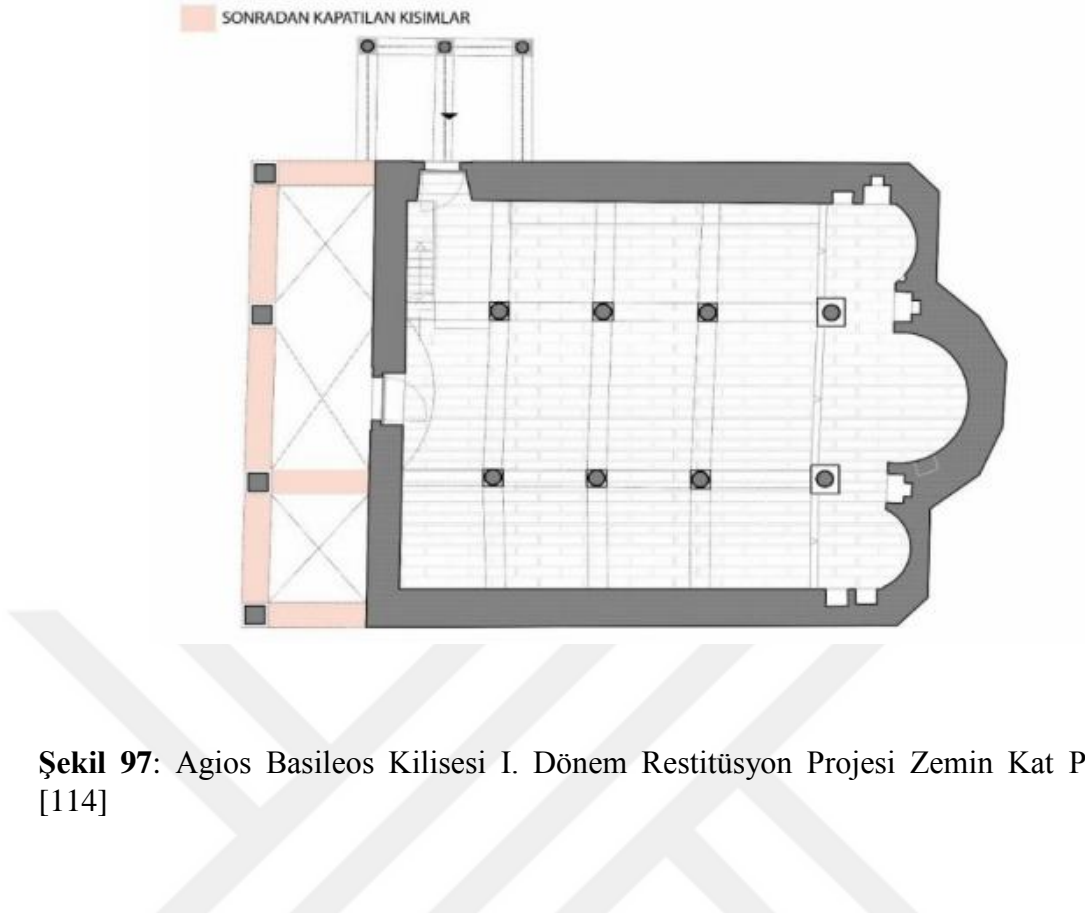 SONRADAN KAPATILAN KISIMLAR
Şekil 97: Agios Basileos Kilisesi I. Dönem Restitüsyon Projesi Zemin Kat P
[114]